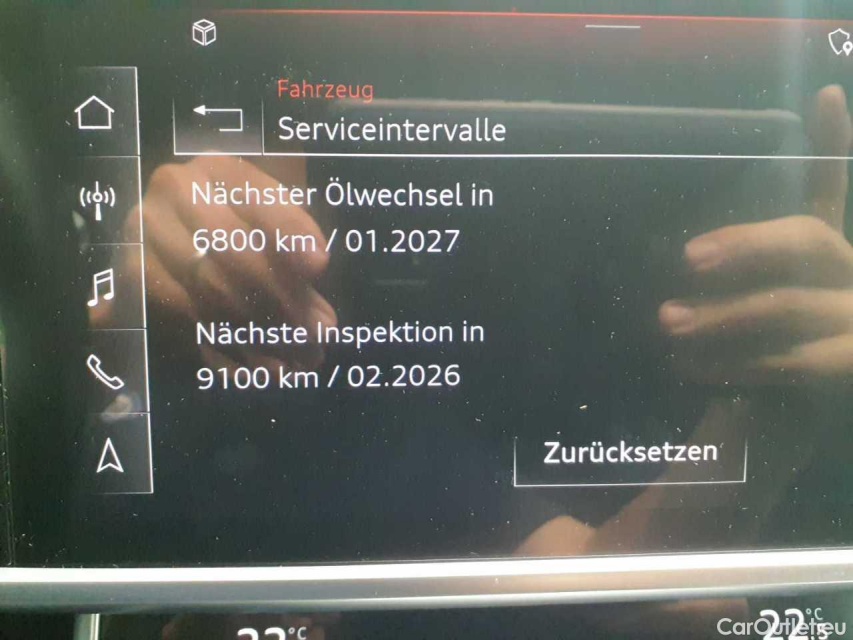 Fahrzeug
Serviceintervalle
Nächster Ölwechsel in
6800 km / 01.2027
Nächste Inspektion in
9100 km / 02.2026
Zurücksetzen
°C
22 °C
CarOutlet.eu